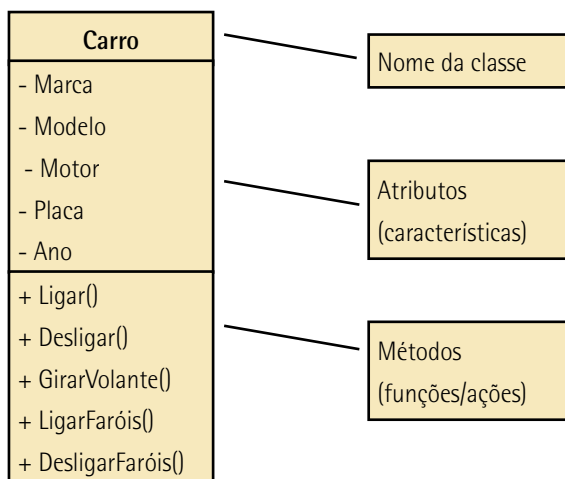 Carro
- Marca
- Modelo
- Motor
- Placa
- Ano
+ Ligar()
+ Desligar()
+ GirarVolante()
+ LigarFaróis()
+ DesligarFaróis()
Nome da classe
Atributos
(características)
Métodos
(funções/ações)